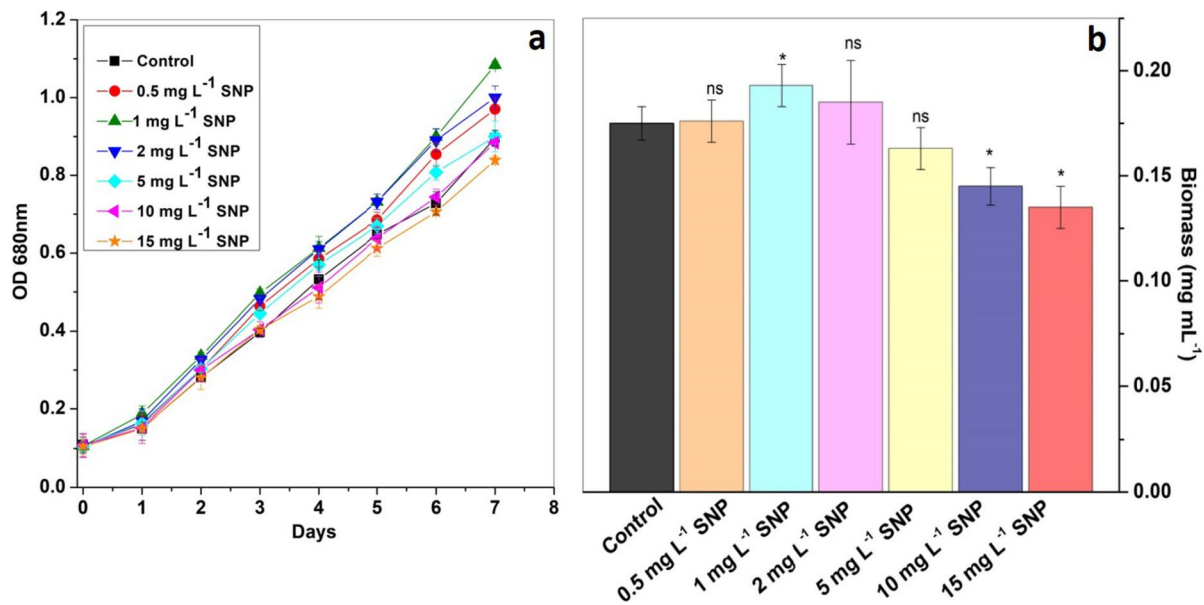 a
1.2
1.0
0.8
0.6
0.4
0.2
0.0
OD 680nm
Control
0.5 mg L⁻¹ SNP
1 mg L⁻¹ SNP
2 mg L⁻¹ SNP
5 mg L⁻¹ SNP
10 mg L⁻¹ SNP
15 mg L⁻¹ SNP
0 1 2 3 4 5 6 7 8
Days
b
ns
*
ns
ns
*
*
0.20
0.15
0.10
0.05
0.00
Biomass (mg mL⁻¹)
Control
0.5 mg L⁻¹ SNP
1 mg L⁻¹ SNP
2 mg L⁻¹ SNP
5 mg L⁻¹ SNP
10 mg L⁻¹ SNP
15 mg L⁻¹ SNP